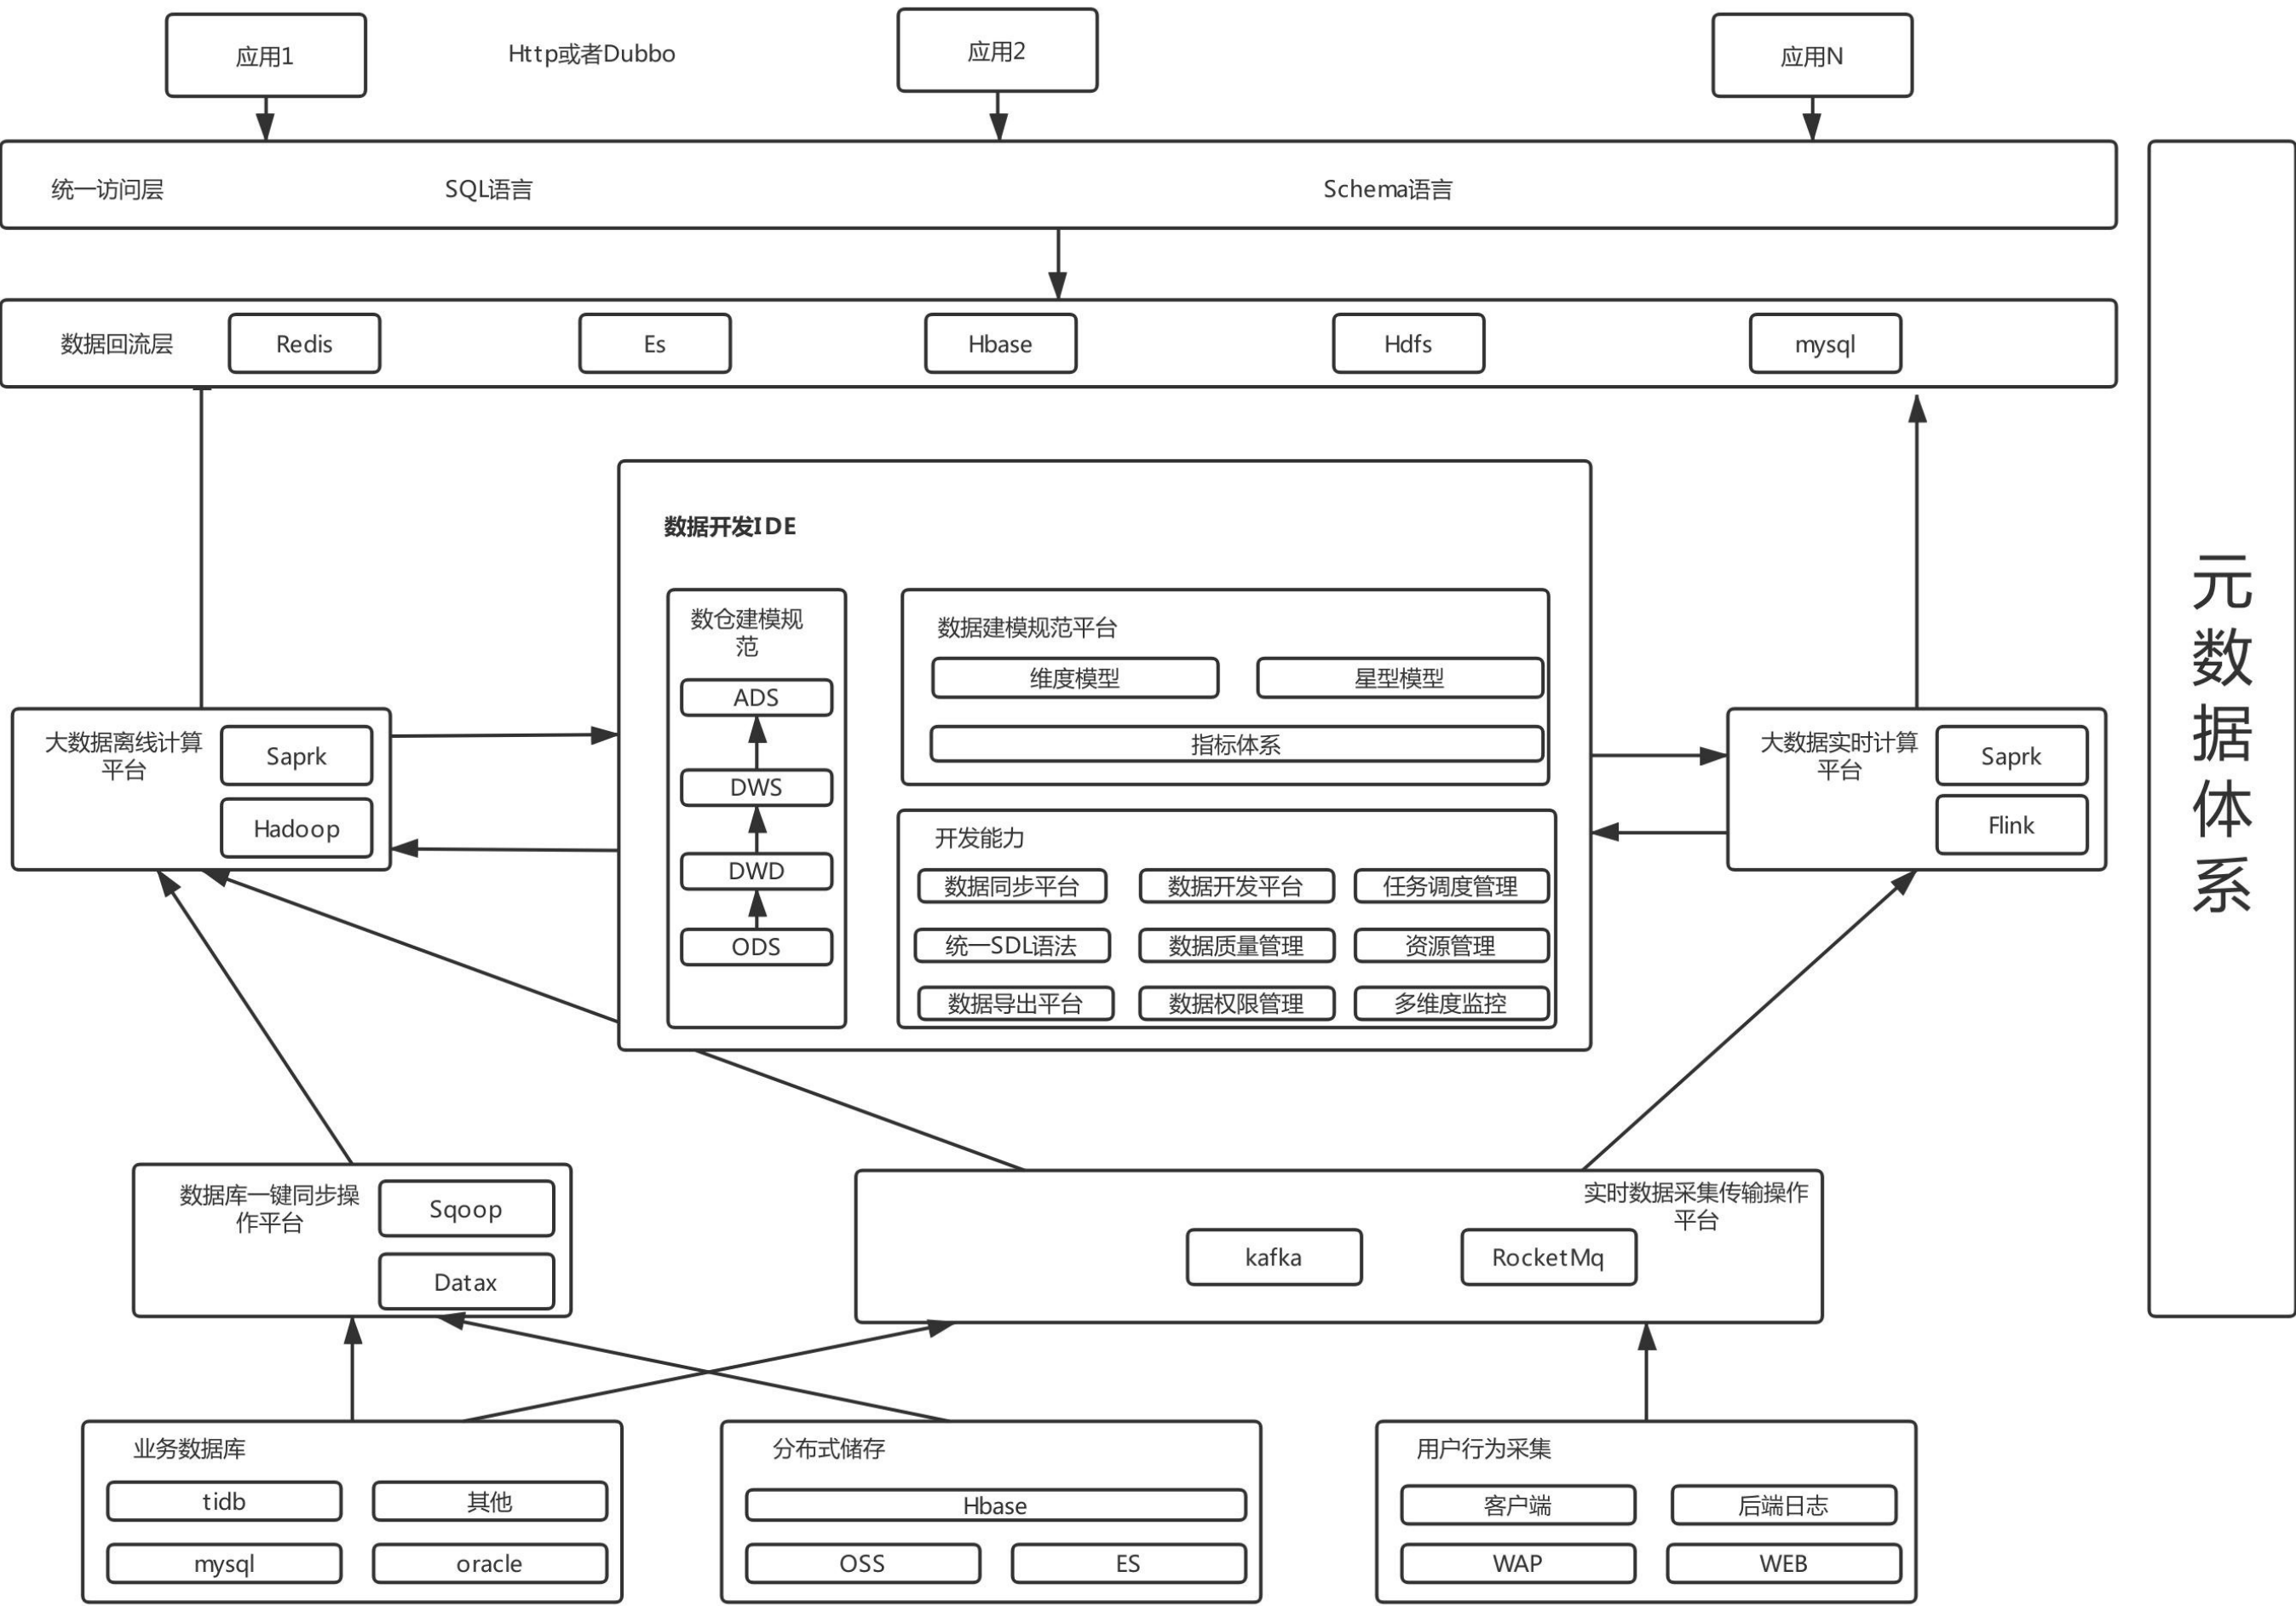 应用1
Http或者Dubbo
应用2
应用N
统一访问层
SQL语言
Schema语言
数据回流层
Redis
Es
Hbase
Hdfs
mysql
数据开发IDE
数仓建模规
范
ADS
DWS
DWD
ODS
数据建模规范平台
维度模型
星型模型
指标体系
开发能力
数据同步平台
数据开发平台
任务调度管理
统一SDL语法
数据质量管理
资源管理
数据导出平台
数据权限管理
多维度监控
大数据离线计算
平台
Saprk
Hadoop
大数据实时计算
平台
Saprk
Flink
元
数
据
体
系
数据库一键同步操
作平台
Sqoop
Datax
实时数据采集传输操作
平台
kafka
RocketMq
业务数据库
tidb
其他
mysql
oracle
分布式储存
Hbase
OSS
ES
用户行为采集
客户端
后端日志
WAP
WEB